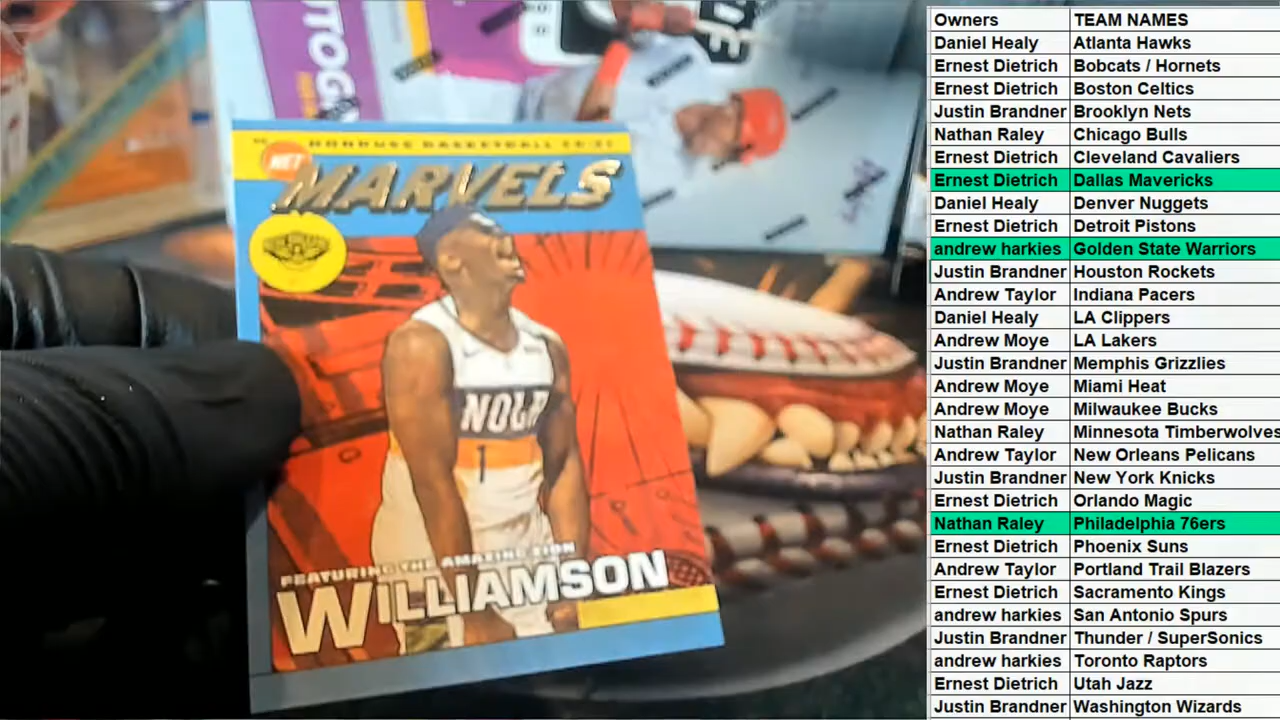 UTOG
HOOPS BASKETBALL 20-21
NET
MARVELS
NOLA
1
FEATURING THE AMAZING ZION
WILLIAMSON
Owners TEAM NAMES
Daniel Healy Atlanta Hawks
Ernest Dietrich Bobcats / Hornets
Ernest Dietrich Boston Celtics
Justin Brandner Brooklyn Nets
Nathan Raley Chicago Bulls
Ernest Dietrich Cleveland Cavaliers
Ernest Dietrich Dallas Mavericks
Daniel Healy Denver Nuggets
Ernest Dietrich Detroit Pistons
andrew harkies Golden State Warriors
Justin Brandner Houston Rockets
Andrew Taylor Indiana Pacers
Daniel Healy LA Clippers
Andrew Moye LA Lakers
Justin Brandner Memphis Grizzlies
Andrew Moye Miami Heat
Andrew Moye Milwaukee Bucks
Nathan Raley Minnesota Timberwolves
Andrew Taylor New Orleans Pelicans
Justin Brandner New York Knicks
Ernest Dietrich Orlando Magic
Nathan Raley Philadelphia 76ers
Ernest Dietrich Phoenix Suns
Andrew Taylor Portland Trail Blazers
Ernest Dietrich Sacramento Kings
andrew harkies San Antonio Spurs
Justin Brandner Thunder / SuperSonics
andrew harkies Toronto Raptors
Ernest Dietrich Utah Jazz
Justin Brandner Washington Wizards